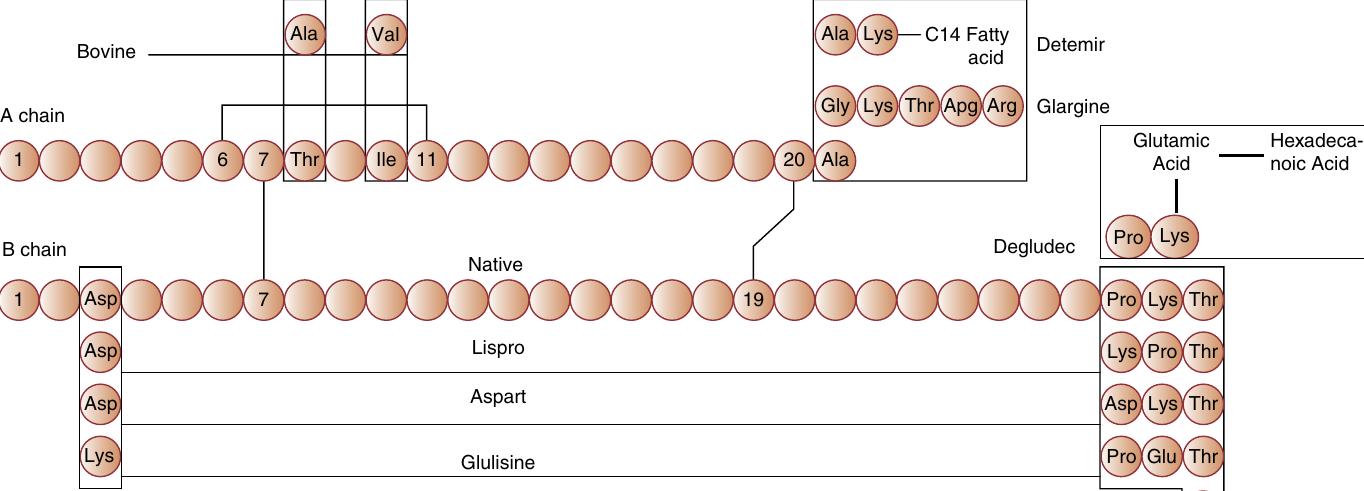 Ala Val
Ala Lys C14 Fatty
acid
Detemir
Bovine
Gly Lys Thr Apg Arg Glargine
A chain
1 6 7 Thr Ile 11 20 Ala
Glutamic
Acid
Hexadeca-
noic Acid
Pro Lys
B chain
Degludec
Native
1 Asp 7 19 Pro Lys Thr
Asp Lispro Lys Pro Thr
Asp Aspart Asp Lys Thr
Lys Glulisine Pro Glu Thr